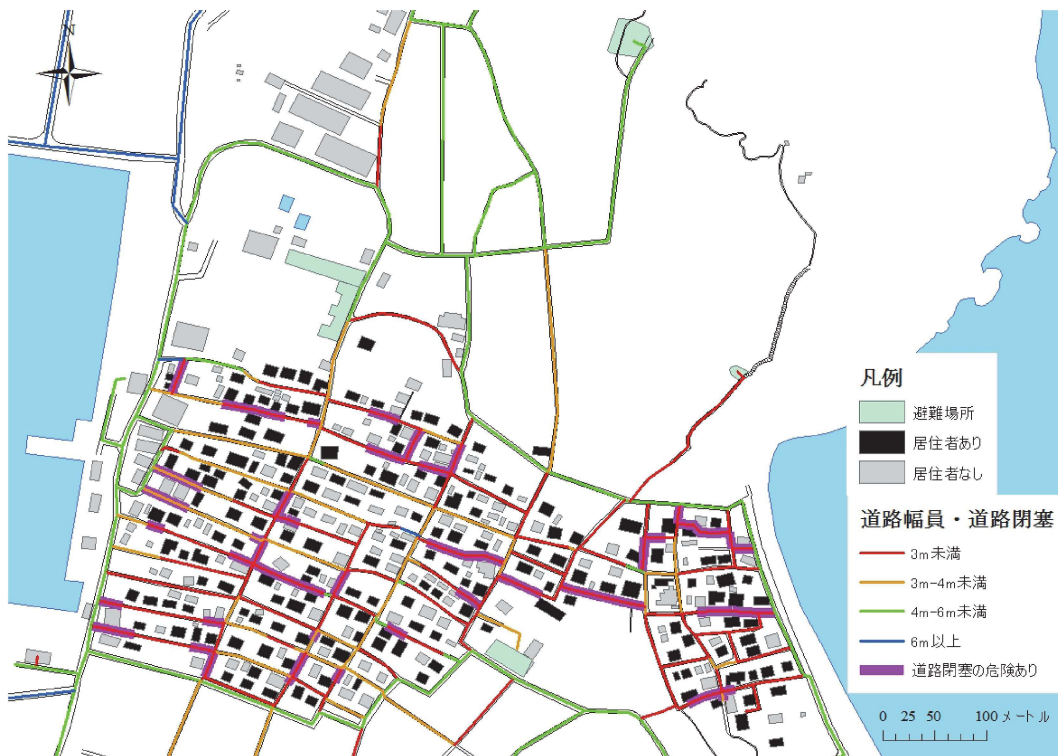 N
凡例
避難場所
居住者あり
居住者なし
道路幅員・道路閉塞
3m未満
3m-4m未満
4m-6m未満
6m以上
道路閉塞の危険あり
0 25 50 100 メートル